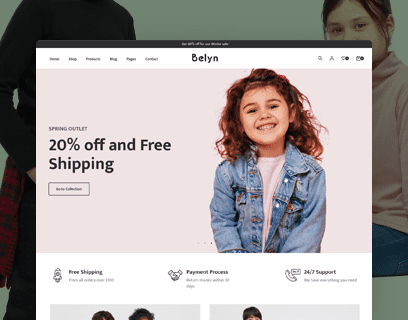 Get 60% off for our Winter sale
Demos Shop Products Blog Pages Contact
Belyn
SPRING OUTLET
20% off and Free
Shipping
Go to Collection
Free Shipping
From all orders over $100
Payment Process
Return money within 30
days
24/7 Support
We have everything you need